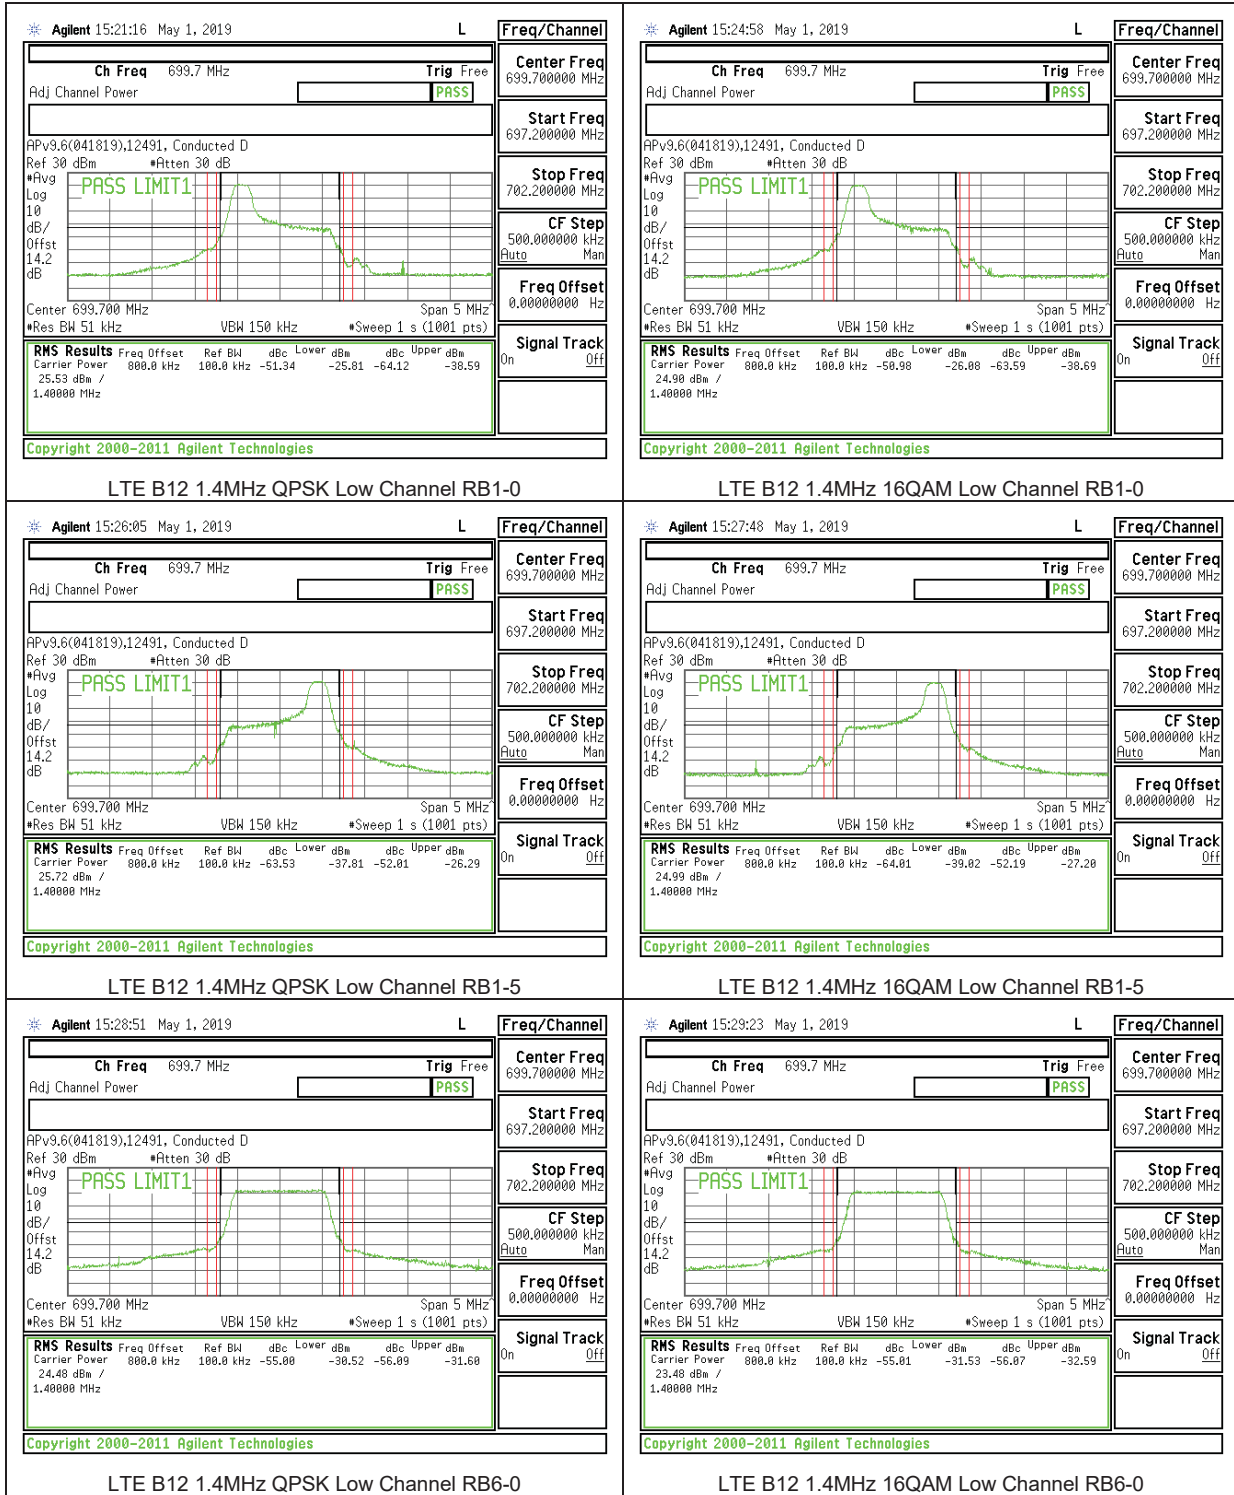 Agilent 15:21:16 May 1, 2019 L Freq/Channel
Ch Freq 699.7 MHz Trig Free
Adj Channel Power PASS
APv9.6(041819),12491, Conducted D
Ref 30 dBm #Atten 30 dB
#Avg
Log
10
dB/
Offst
14.2
dB
PASS LIMIT1
Center 699.700 MHz Span 5 MHz
#Res BW 51 kHz VBW 150 kHz #Sweep 1 s (1001 pts)
RMS Results Freq Offset Ref BW dBc Lower dBm dBc Upper dBm
Carrier Power 800.0 kHz 100.0 kHz -51.34 -25.81 -64.12 -38.59
25.53 dBm /
1.40000 MHz
Copyright 2000-2011 Agilent Technologies
Center Freq
699.700000 MHz
Start Freq
697.200000 MHz
Stop Freq
702.200000 MHz
CF Step
500.000000 kHz
Auto Man
Freq Offset
0.00000000 Hz
Signal Track
On Off
LTE B12 1.4MHz QPSK Low Channel RB1-0
Agilent 15:24:58 May 1, 2019 L Freq/Channel
Ch Freq 699.7 MHz Trig Free
Adj Channel Power PASS
APv9.6(041819),12491, Conducted D
Ref 30 dBm #Atten 30 dB
#Avg
Log
10
dB/
Offst
14.2
dB
PASS LIMIT1
Center 699.700 MHz Span 5 MHz
#Res BW 51 kHz VBW 150 kHz #Sweep 1 s (1001 pts)
RMS Results Freq Offset Ref BW dBc Lower dBm dBc Upper dBm
Carrier Power 800.0 kHz 100.0 kHz -50.98 -26.08 -63.59 -38.69
24.90 dBm /
1.40000 MHz
Copyright 2000-2011 Agilent Technologies
Center Freq
699.700000 MHz
Start Freq
697.200000 MHz
Stop Freq
702.200000 MHz
CF Step
500.000000 kHz
Auto Man
Freq Offset
0.00000000 Hz
Signal Track
On Off
LTE B12 1.4MHz 16QAM Low Channel RB1-0
Agilent 15:26:05 May 1, 2019 L Freq/Channel
Ch Freq 699.7 MHz Trig Free
Adj Channel Power PASS
APv9.6(041819),12491, Conducted D
Ref 30 dBm #Atten 30 dB
#Avg
Log
10
dB/
Offst
14.2
dB
PASS LIMIT1
Center 699.700 MHz Span 5 MHz
#Res BW 51 kHz VBW 150 kHz #Sweep 1 s (1001 pts)
RMS Results Freq Offset Ref BW dBc Lower dBm dBc Upper dBm
Carrier Power 800.0 kHz 100.0 kHz -63.53 -37.81 -52.01 -26.29
25.72 dBm /
1.40000 MHz
Copyright 2000-2011 Agilent Technologies
Center Freq
699.700000 MHz
Start Freq
697.200000 MHz
Stop Freq
702.200000 MHz
CF Step
500.000000 kHz
Auto Man
Freq Offset
0.00000000 Hz
Signal Track
On Off
LTE B12 1.4MHz QPSK Low Channel RB1-5
Agilent 15:27:48 May 1, 2019 L Freq/Channel
Ch Freq 699.7 MHz Trig Free
Adj Channel Power PASS
APv9.6(041819),12491, Conducted D
Ref 30 dBm #Atten 30 dB
#Avg
Log
10
dB/
Offst
14.2
dB
PASS LIMIT1
Center 699.700 MHz Span 5 MHz
#Res BW 51 kHz VBW 150 kHz #Sweep 1 s (1001 pts)
RMS Results Freq Offset Ref BW dBc Lower dBm dBc Upper dBm
Carrier Power 800.0 kHz 100.0 kHz -64.01 -39.02 -52.19 -27.20
24.99 dBm /
1.40000 MHz
Copyright 2000-2011 Agilent Technologies
Center Freq
699.700000 MHz
Start Freq
697.200000 MHz
Stop Freq
702.200000 MHz
CF Step
500.000000 kHz
Auto Man
Freq Offset
0.00000000 Hz
Signal Track
On Off
LTE B12 1.4MHz 16QAM Low Channel RB1-5
Agilent 15:28:51 May 1, 2019 L Freq/Channel
Ch Freq 699.7 MHz Trig Free
Adj Channel Power PASS
APv9.6(041819),12491, Conducted D
Ref 30 dBm #Atten 30 dB
#Avg
Log
10
dB/
Offst
14.2
dB
PASS LIMIT1
Center 699.700 MHz Span 5 MHz
#Res BW 51 kHz VBW 150 kHz #Sweep 1 s (1001 pts)
RMS Results Freq Offset Ref BW dBc Lower dBm dBc Upper dBm
Carrier Power 800.0 kHz 100.0 kHz -55.00 -30.52 -56.09 -31.60
24.48 dBm /
1.40000 MHz
Copyright 2000-2011 Agilent Technologies
Center Freq
699.700000 MHz
Start Freq
697.200000 MHz
Stop Freq
702.200000 MHz
CF Step
500.000000 kHz
Auto Man
Freq Offset
0.00000000 Hz
Signal Track
On Off
LTE B12 1.4MHz QPSK Low Channel RB6-0
Agilent 15:29:23 May 1, 2019 L Freq/Channel
Ch Freq 699.7 MHz Trig Free
Adj Channel Power PASS
APv9.6(041819),12491, Conducted D
Ref 30 dBm #Atten 30 dB
#Avg
Log
10
dB/
Offst
14.2
dB
PASS LIMIT1
Center 699.700 MHz Span 5 MHz
#Res BW 51 kHz VBW 150 kHz #Sweep 1 s (1001 pts)
RMS Results Freq Offset Ref BW dBc Lower dBm dBc Upper dBm
Carrier Power 800.0 kHz 100.0 kHz -55.01 -31.53 -56.07 -32.59
23.48 dBm /
1.40000 MHz
Copyright 2000-2011 Agilent Technologies
Center Freq
699.700000 MHz
Start Freq
697.200000 MHz
Stop Freq
702.200000 MHz
CF Step
500.000000 kHz
Auto Man
Freq Offset
0.00000000 Hz
Signal Track
On Off
LTE B12 1.4MHz 16QAM Low Channel RB6-0